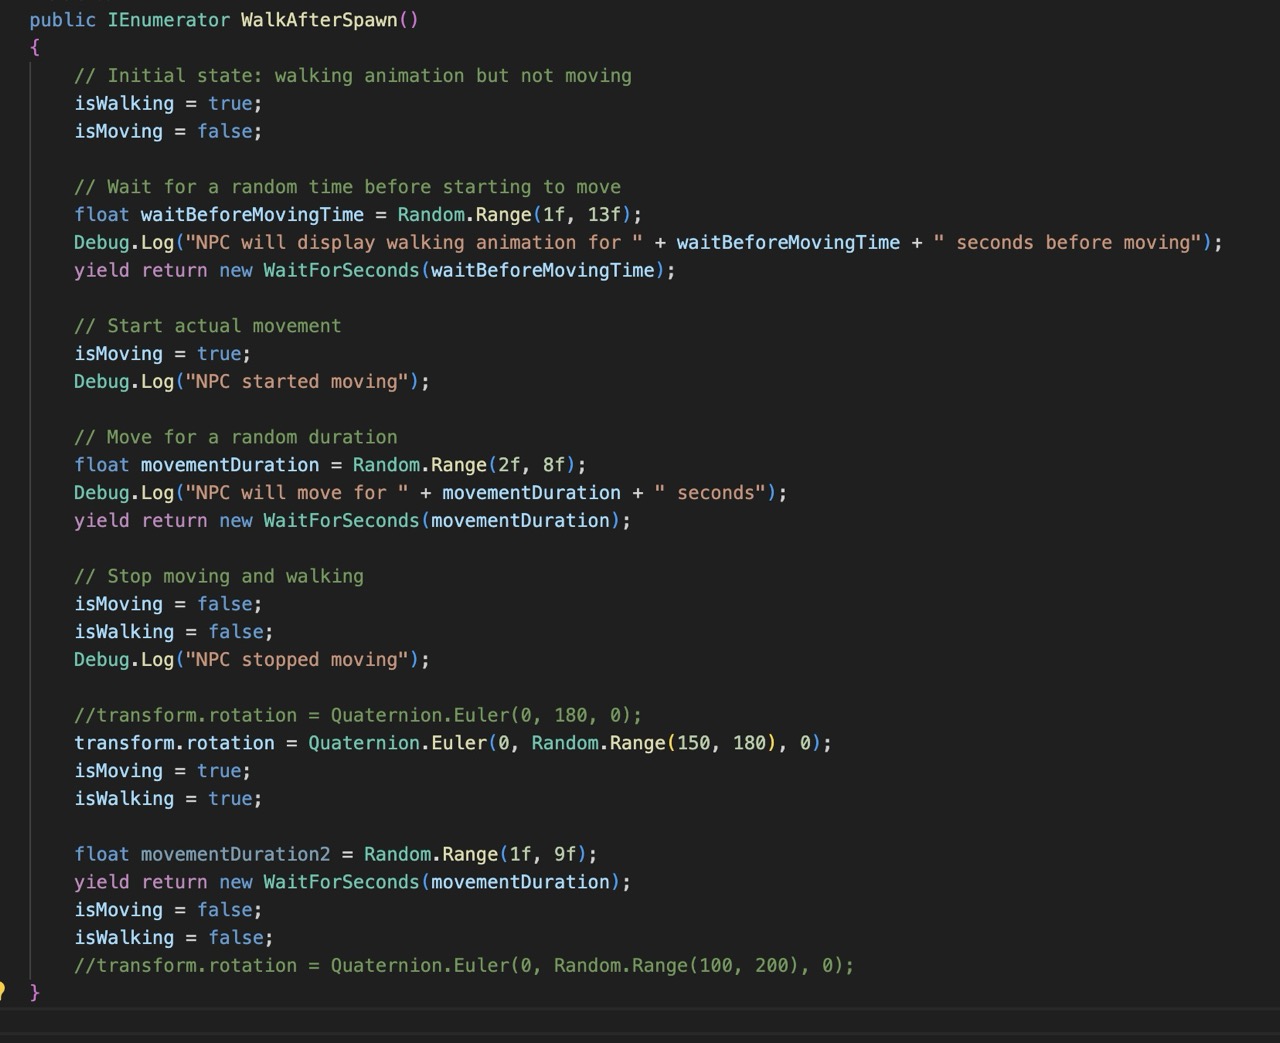 public IEnumerator WalkAfterSpawn()
{
// Initial state: walking animation but not moving
isWalking = true;
isMoving = false;
// Wait for a random time before starting to move
float waitBeforeMovingTime = Random.Range(1f, 13f);
Debug.Log("NPC will display walking animation for " + waitBeforeMovingTime + " seconds before moving");
yield return new WaitForSeconds(waitBeforeMovingTime);
// Start actual movement
isMoving = true;
Debug.Log("NPC started moving");
// Move for a random duration
float movementDuration = Random.Range(2f, 8f);
Debug.Log("NPC will move for " + movementDuration + " seconds");
yield return new WaitForSeconds(movementDuration);
// Stop moving and walking
isMoving = false;
isWalking = false;
Debug.Log("NPC stopped moving");
//transform.rotation = Quaternion.Euler(0, 180, 0);
transform.rotation = Quaternion.Euler(0, Random.Range(150, 180), 0);
isMoving = true;
isWalking = true;
float movementDuration2 = Random.Range(1f, 9f);
yield return new WaitForSeconds(movementDuration);
isMoving = false;
isWalking = false;
//transform.rotation = Quaternion.Euler(0, Random.Range(100, 200), 0);
}